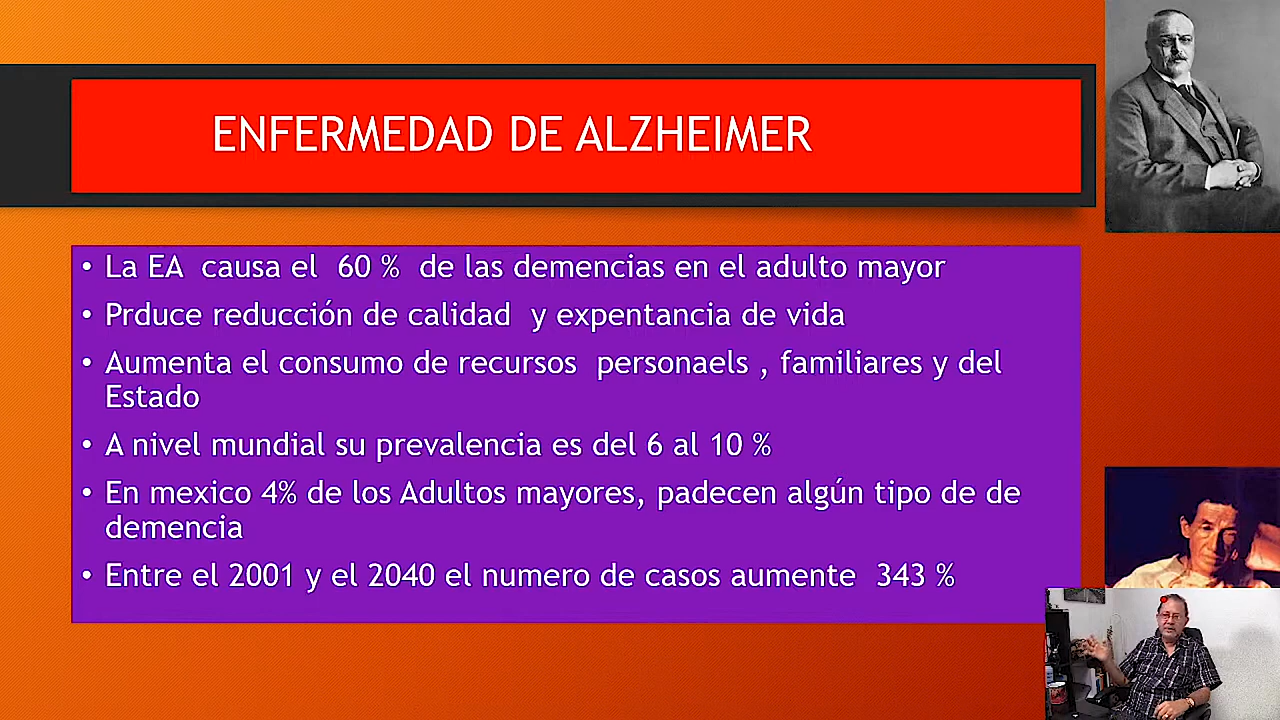 ENFERMEDAD DE ALZHEIMER
• La EA causa el 60 % de las demencias en el adulto mayor
• Prduce reducción de calidad y expentancia de vida
• Aumenta el consumo de recursos personaels , familiares y del
Estado
• A nivel mundial su prevalencia es del 6 al 10 %
• En mexico 4% de los Adultos mayores, padecen algún tipo de de
demencia
• Entre el 2001 y el 2040 el numero de casos aumente 343 %